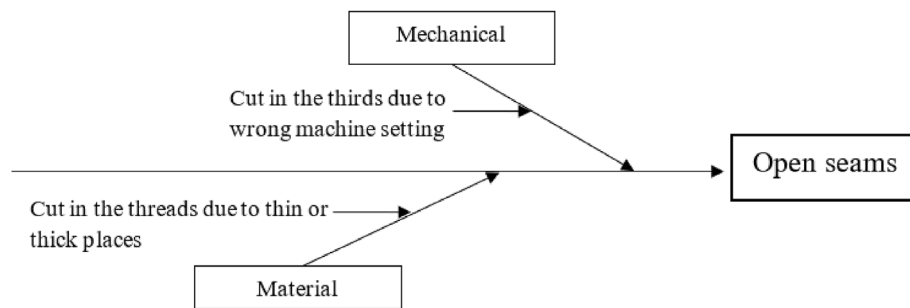 Mechanical
Cut in the thirds due to
wrong machine setting
Open seams
Cut in the threads due to thin or
thick places
Material